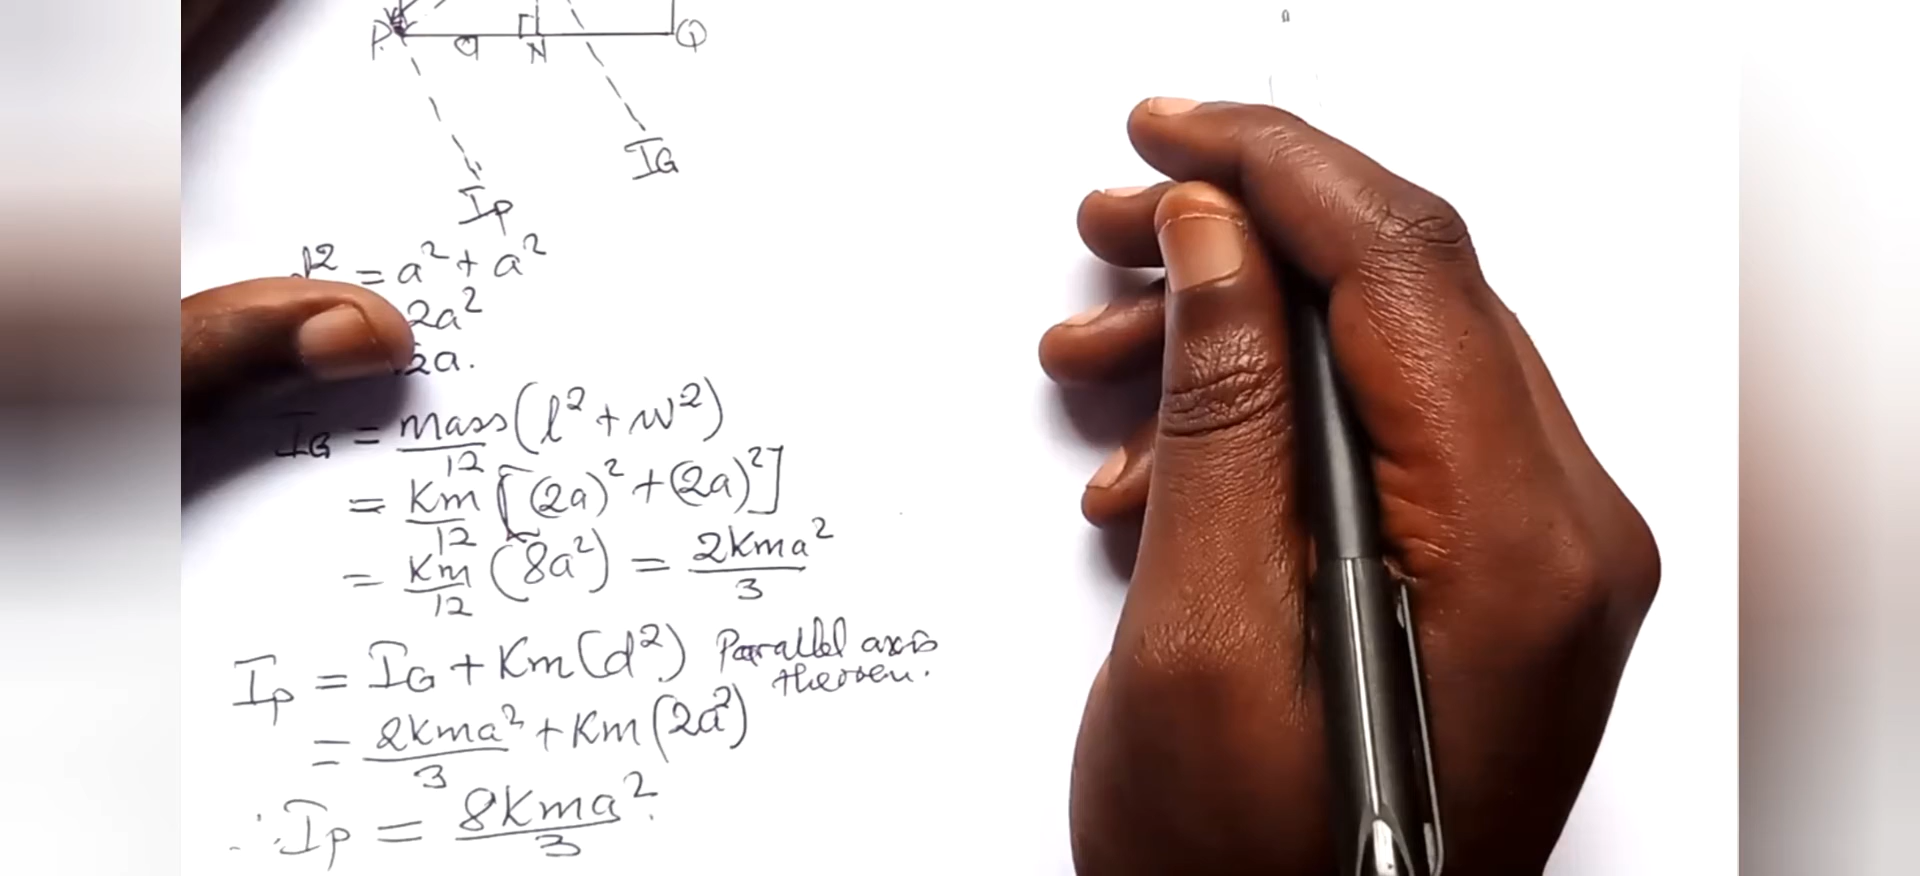 P a N Q
IG
Ip
d² = a² + a²
2a²
2a.
IG = mass/12 (l² + w²)
= Km/12 [(2a)² + (2a)²]
= Km/12 (8a²) = 2Kma²/3
Ip = IG + Km(d²) Parallel axis
theorem.
= 2Kma²/3 + Km(2a²)
∴ Ip = 8Kma²/3.